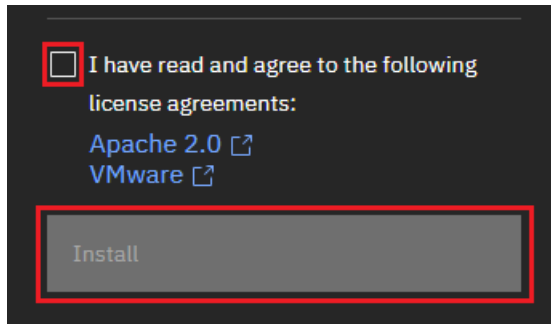 I have read and agree to the following
license agreements:
Apache 2.0
VMware
Install